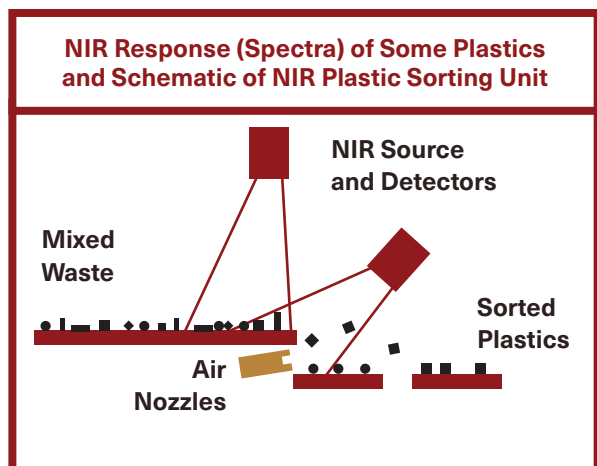 NIR Response (Spectra) of Some Plastics
and Schematic of NIR Plastic Sorting Unit
NIR Source
and Detectors
Mixed
Waste
Sorted
Plastics
Air
Nozzles